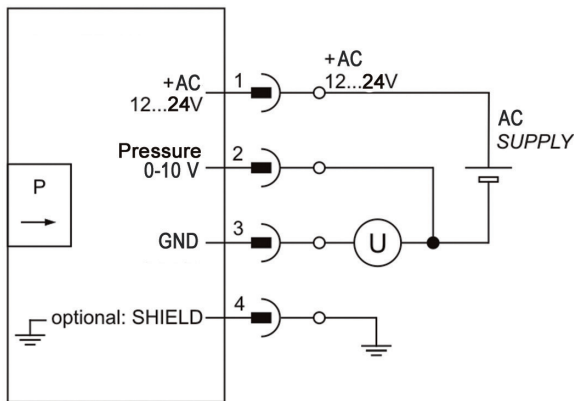 +AC
12...24V
1
+AC
12...24V
AC
SUPPLY
Pressure
0-10 V
2
P
GND
3
U
optional: SHIELD
4